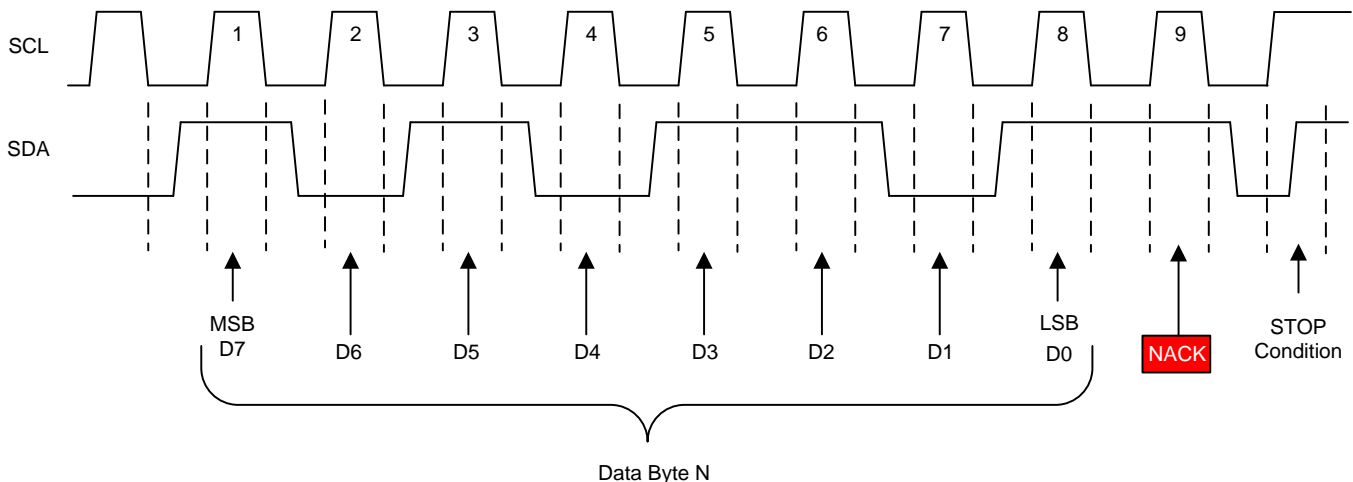 SCL
1 2 3 4 5 6 7 8 9
SDA
MSB
D7
D6
D5
D4
D3
D2
D1
LSB
D0
NACK
STOP
Condition
Data Byte N